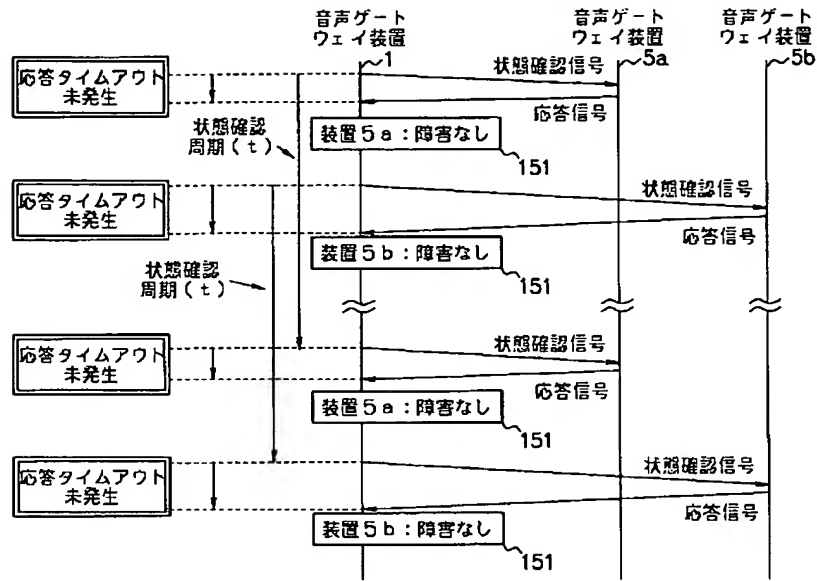 音声ゲート
ウェイ装置
1
音声ゲート
ウェイ装置
5a
音声ゲート
ウェイ装置
5b
応答タイムアウト
未発生
状態確認信号
応答信号
状態確認
周期(t)
装置5a:障害なし
151
応答タイムアウト
未発生
状態確認信号
応答信号
装置5b:障害なし
151
状態確認
周期(t)
応答タイムアウト
未発生
状態確認信号
応答信号
装置5a:障害なし
151
応答タイムアウト
未発生
状態確認信号
応答信号
装置5b:障害なし
151